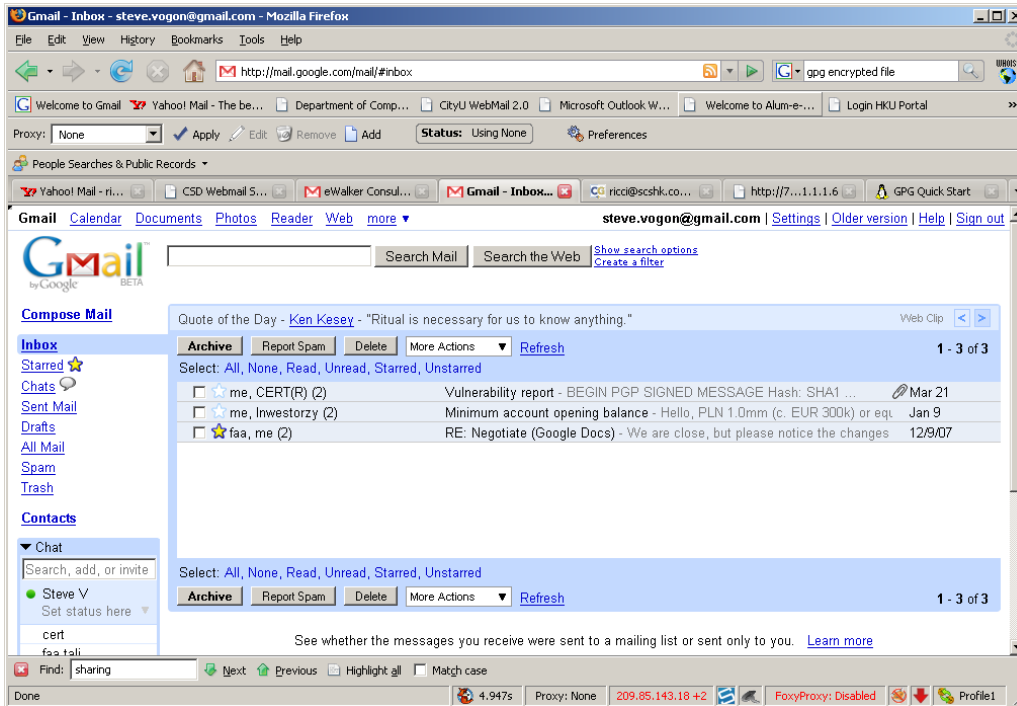 Gmail - Inbox - steve.vogon@gmail.com - Mozilla Firefox
File Edit View History Bookmarks Tools Help
http://mail.google.com/mail/#inbox G gpg encrypted file WHOIS
G Welcome to Gmail Yahoo! Mail - The be... Department of Comp... CityU WebMail 2.0 Microsoft Outlook W... Welcome to Alum-e-... Login HKU Portal »
Proxy: None Apply Edit Remove Add Status: Using None Preferences
People Searches & Public Records
Yahoo! Mail - ri... CSD Webmail S... eWalker Consul... Gmail - Inbox... ricci@scshk.co... http://7...1.1.1.6 GPG Quick Start
Gmail Calendar Documents Photos Reader Web more ▼ steve.vogon@gmail.com | Settings | Older version | Help | Sign out
Gmail by Google BETA
Search Mail Search the Web Show search options
Create a filter
Compose Mail
Quote of the Day - Ken Kesey - "Ritual is necessary for us to know anything." Web Clip < >
Inbox
Starred
Chats
Sent Mail
Drafts
All Mail
Spam
Trash
Contacts
Archive Report Spam Delete More Actions ▼ Refresh 1 - 3 of 3
Select: All, None, Read, Unread, Starred, Unstarred
me, CERT(R) (2) Vulnerability report - BEGIN PGP SIGNED MESSAGE Hash: SHA1 ... Mar 21
me, Inwestorzy (2) Minimum account opening balance - Hello, PLN 1.0mm (c. EUR 300k) or equ Jan 9
faa, me (2) RE: Negotiate (Google Docs) - We are close, but please notice the changes 12/9/07
▼ Chat
Search, add, or invite
Steve V
Set status here ▼
cert
faa tali
Select: All, None, Read, Unread, Starred, Unstarred
Archive Report Spam Delete More Actions ▼ Refresh 1 - 3 of 3
See whether the messages you receive were sent to a mailing list or sent only to you. Learn more
Find: sharing Next Previous Highlight all Match case
Done 4.947s Proxy: None 209.85.143.18 +2 FoxyProxy: Disabled Profile1